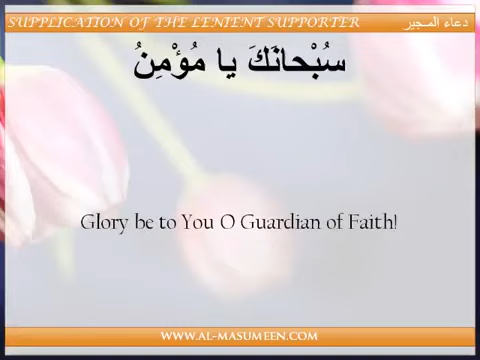 SUPPLICATION OF THE LENIENT SUPPORTER دعاء المـجير
سُبْحانَكَ يا مُؤْمِنُ
Glory be to You O Guardian of Faith!
WWW.AL-MASUMEEN.COM